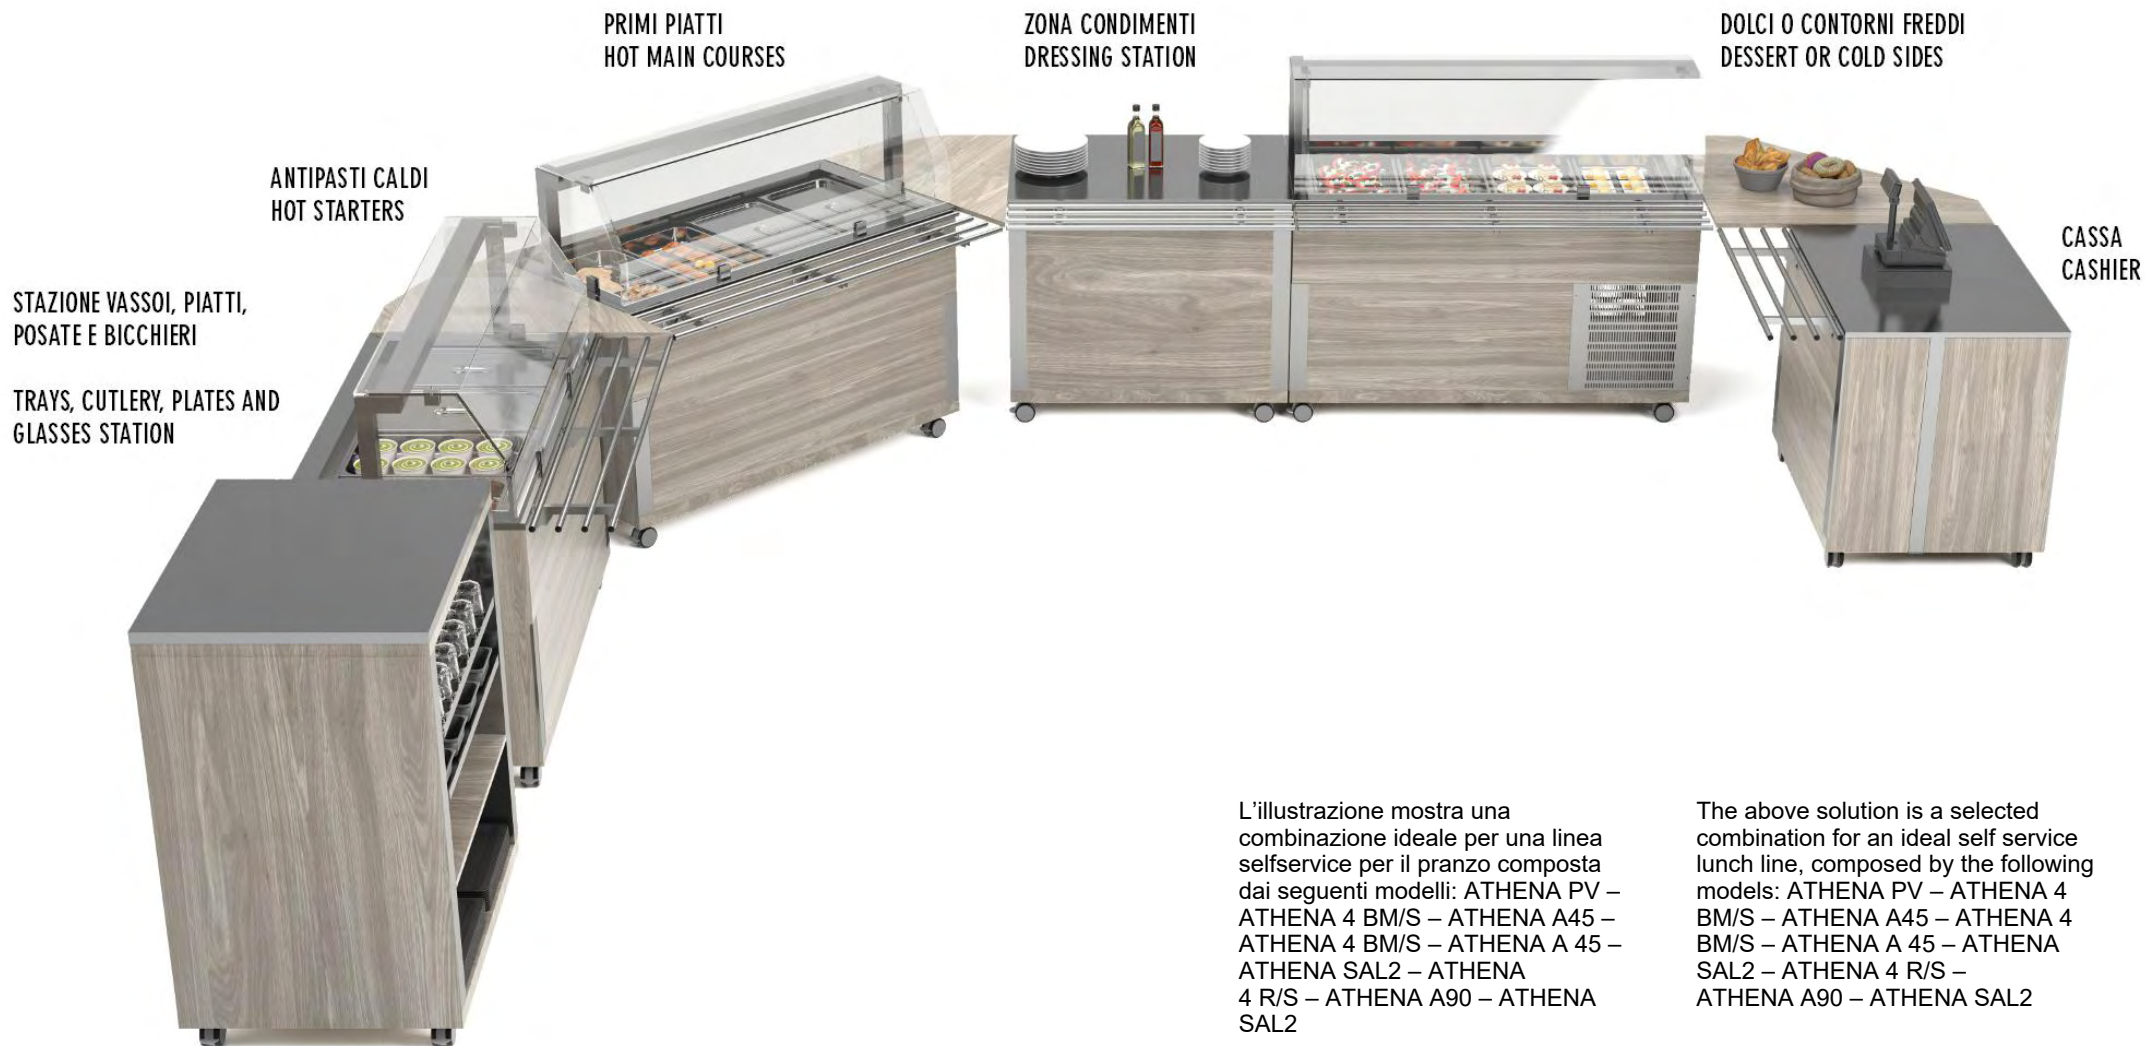 PRIMI PIATTI
HOT MAIN COURSES
ZONA CONDIMENTI
DRESSING STATION
DOLCI O CONTORNI FREDDI
DESSERT OR COLD SIDES
ANTIPASTI CALDI
HOT STARTERS
CASSA
CASHIER
STAZIONE VASSOI, PIATTI,
POSATE E BICCHIERI
TRAYS, CUTLERY, PLATES AND
GLASSES STATION
L'illustrazione mostra una
combinazione ideale per una linea
selfservice per il pranzo composta
dai seguenti modelli: ATHENA PV –
ATHENA 4 BM/S – ATHENA A45 –
ATHENA 4 BM/S – ATHENA A 45 –
ATHENA SAL2 – ATHENA
4 R/S – ATHENA A90 – ATHENA
SAL2
The above solution is a selected
combination for an ideal self service
lunch line, composed by the following
models: ATHENA PV – ATHENA 4
BM/S – ATHENA A45 – ATHENA 4
BM/S – ATHENA A 45 – ATHENA
SAL2 – ATHENA 4 R/S –
ATHENA A90 – ATHENA SAL2